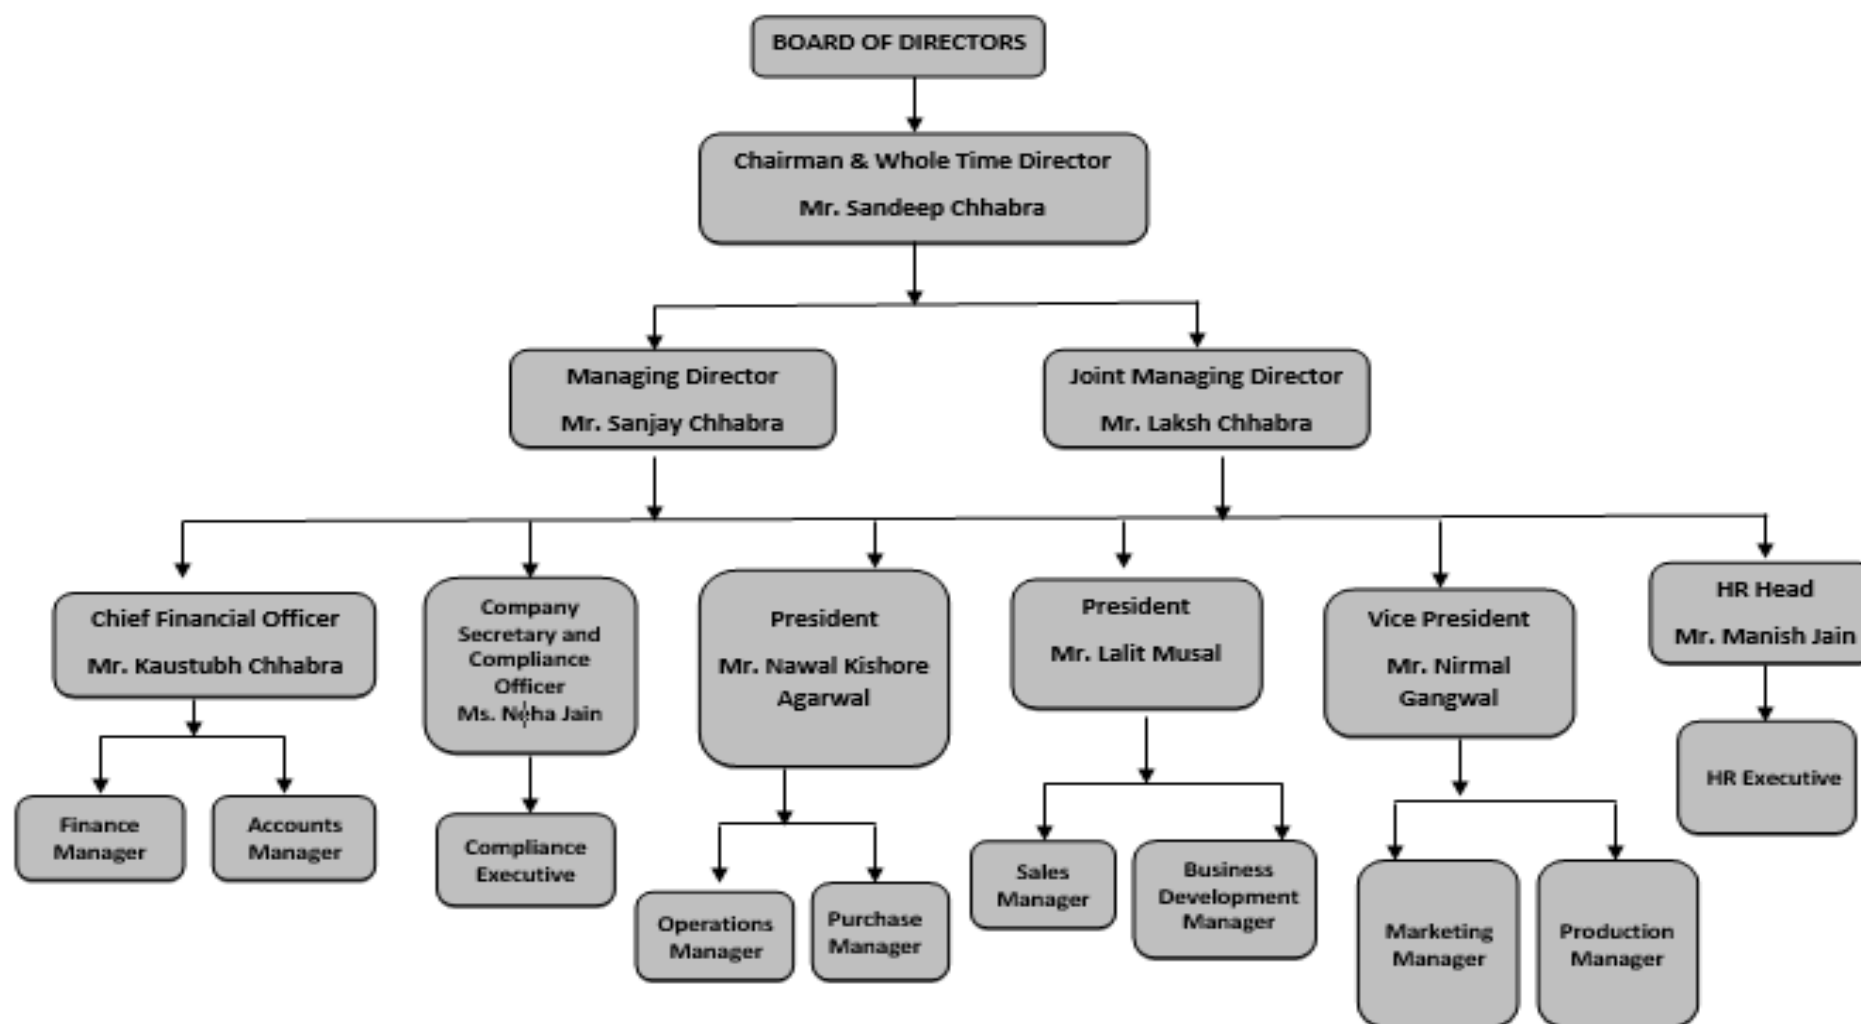 BOARD OF DIRECTORS
Chairman & Whole Time Director
Mr. Sandeep Chhabra
Managing Director
Mr. Sanjay Chhabra
Joint Managing Director
Mr. Laksh Chhabra
Chief Financial Officer
Mr. Kaustubh Chhabra
Company
Secretary and
Compliance
Officer
Ms. Neha Jain
President
Mr. Nawal Kishore
Agarwal
President
Mr. Lalit Musal
Vice President
Mr. Nirmal
Gangwal
HR Head
Mr. Manish Jain
Finance
Manager
Accounts
Manager
Compliance
Executive
Operations
Manager
Purchase
Manager
Sales
Manager
Business
Development
Manager
Marketing
Manager
Production
Manager
HR Executive